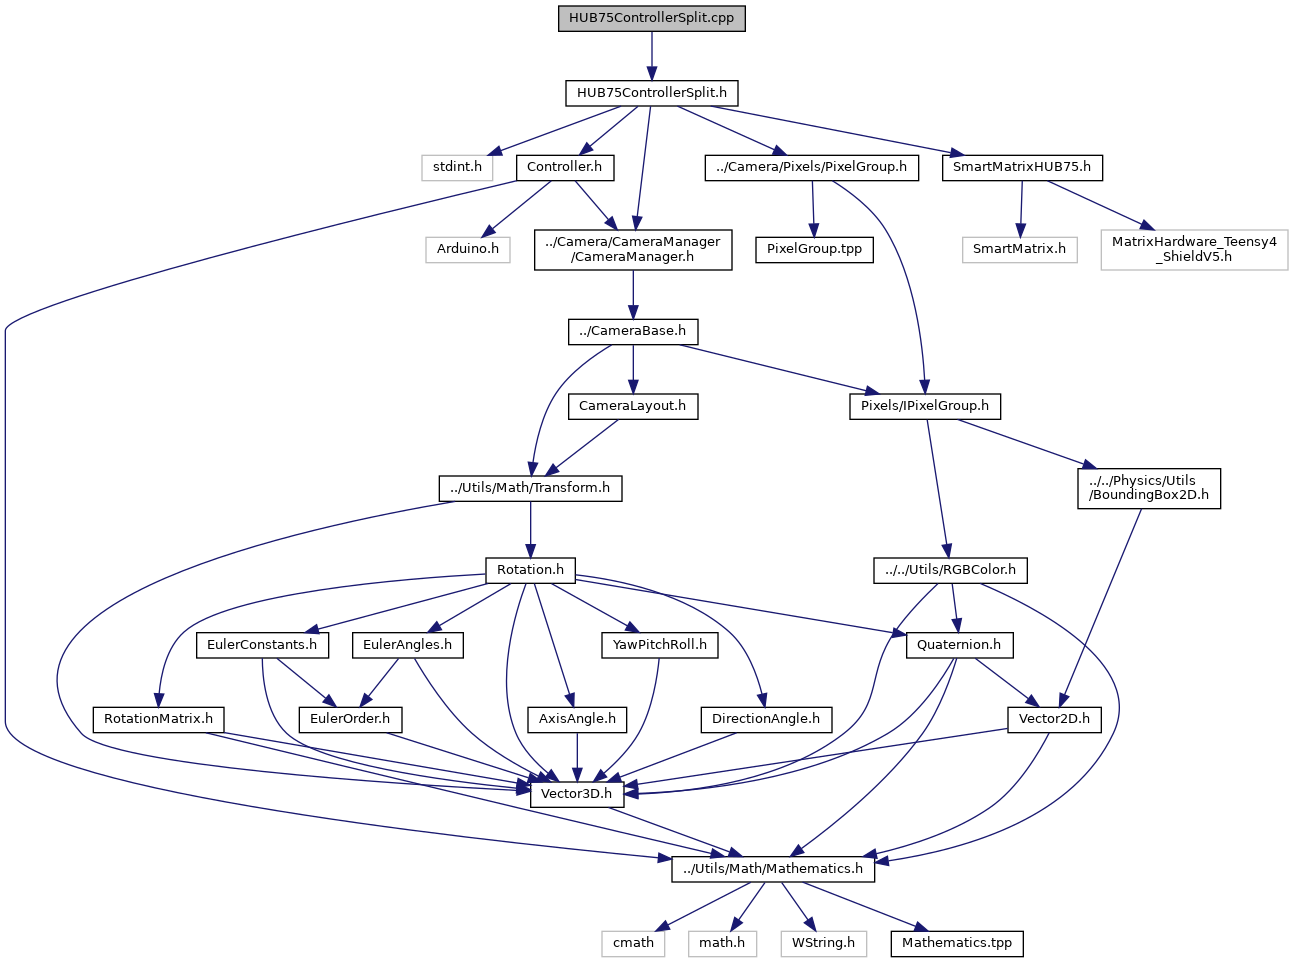 HUB75ControllerSplit.cpp
HUB75ControllerSplit.h
stdint.h
Controller.h
../Camera/Pixels/PixelGroup.h
SmartMatrixHUB75.h
Arduino.h
../Camera/CameraManager
/CameraManager.h
PixelGroup.tpp
SmartMatrix.h
MatrixHardware_Teensy4
_ShieldV5.h
../CameraBase.h
CameraLayout.h
Pixels/IPixelGroup.h
../Utils/Math/Transform.h
../../Physics/Utils
/BoundingBox2D.h
Rotation.h
../../Utils/RGBColor.h
EulerConstants.h
EulerAngles.h
YawPitchRoll.h
Quaternion.h
RotationMatrix.h
EulerOrder.h
AxisAngle.h
DirectionAngle.h
Vector2D.h
Vector3D.h
../Utils/Math/Mathematics.h
cmath
math.h
WString.h
Mathematics.tpp